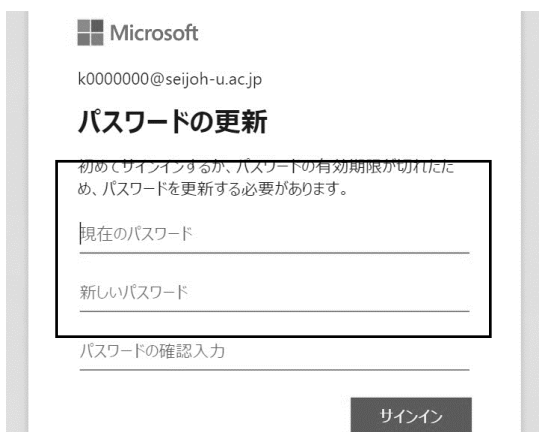 Microsoft
k0000000@seijoh-u.ac.jp
パスワードの更新
初めてサインインするか、パスワードの有効期限が切れたた
め、パスワードを更新する必要があります。
現在のパスワード
新しいパスワード
パスワードの確認入力
サインイン